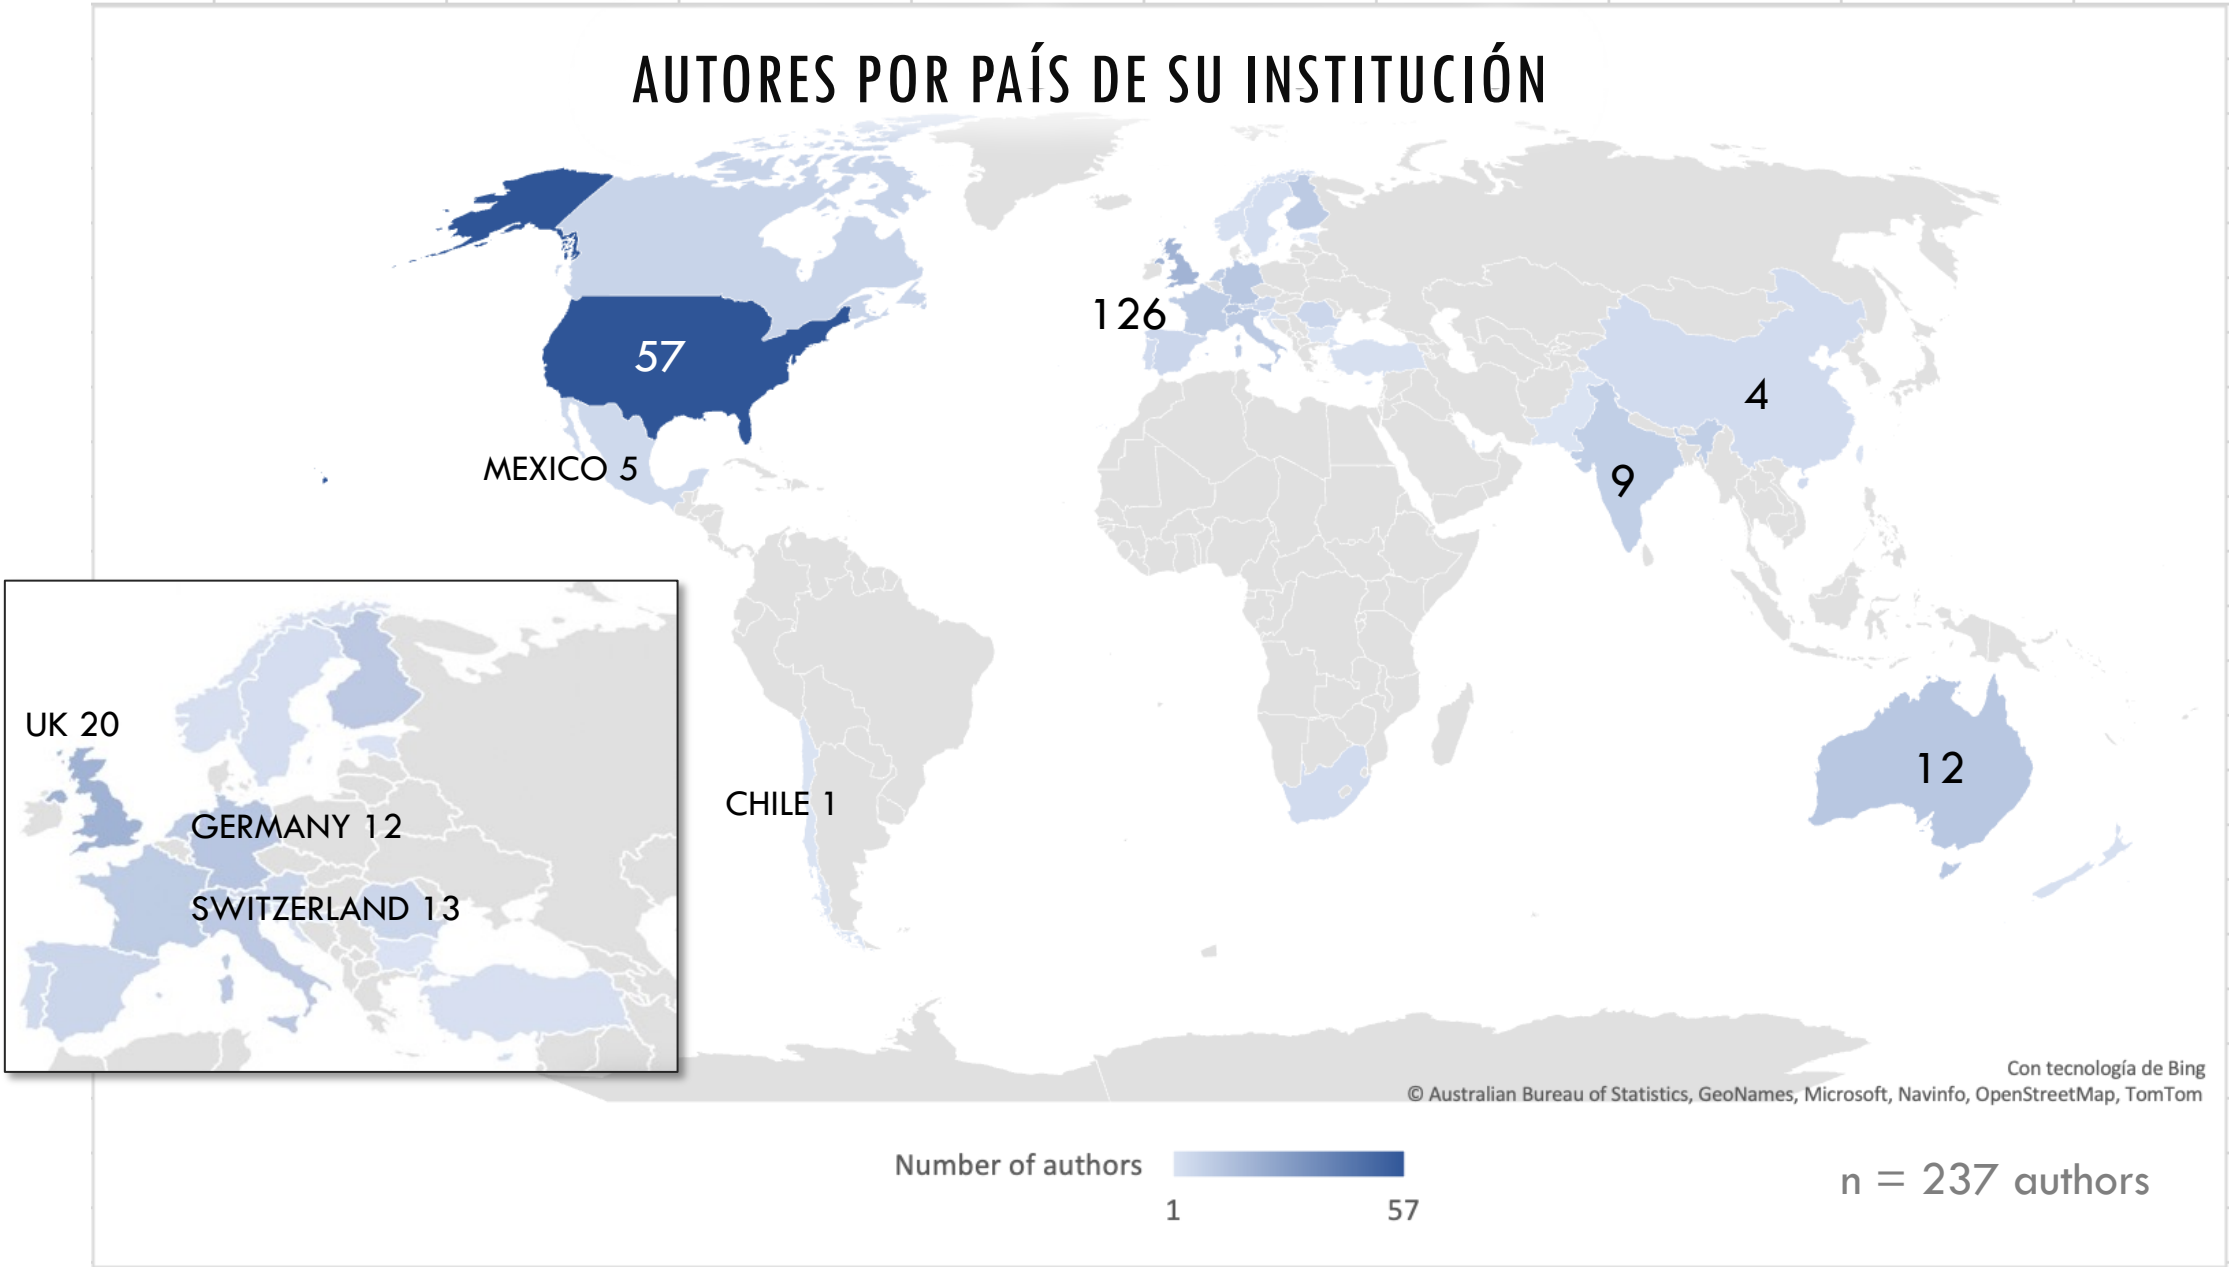 AUTORES POR PAÍS DE SU INSTITUCIÓN
126
57
4
MEXICO 5
9
UK 20
12
CHILE 1
GERMANY 12
SWITZERLAND 13
Con tecnología de Bing
© Australian Bureau of Statistics, GeoNames, Microsoft, Navinfo, OpenStreetMap, TomTom
Number of authors
1
57
n = 237 authors